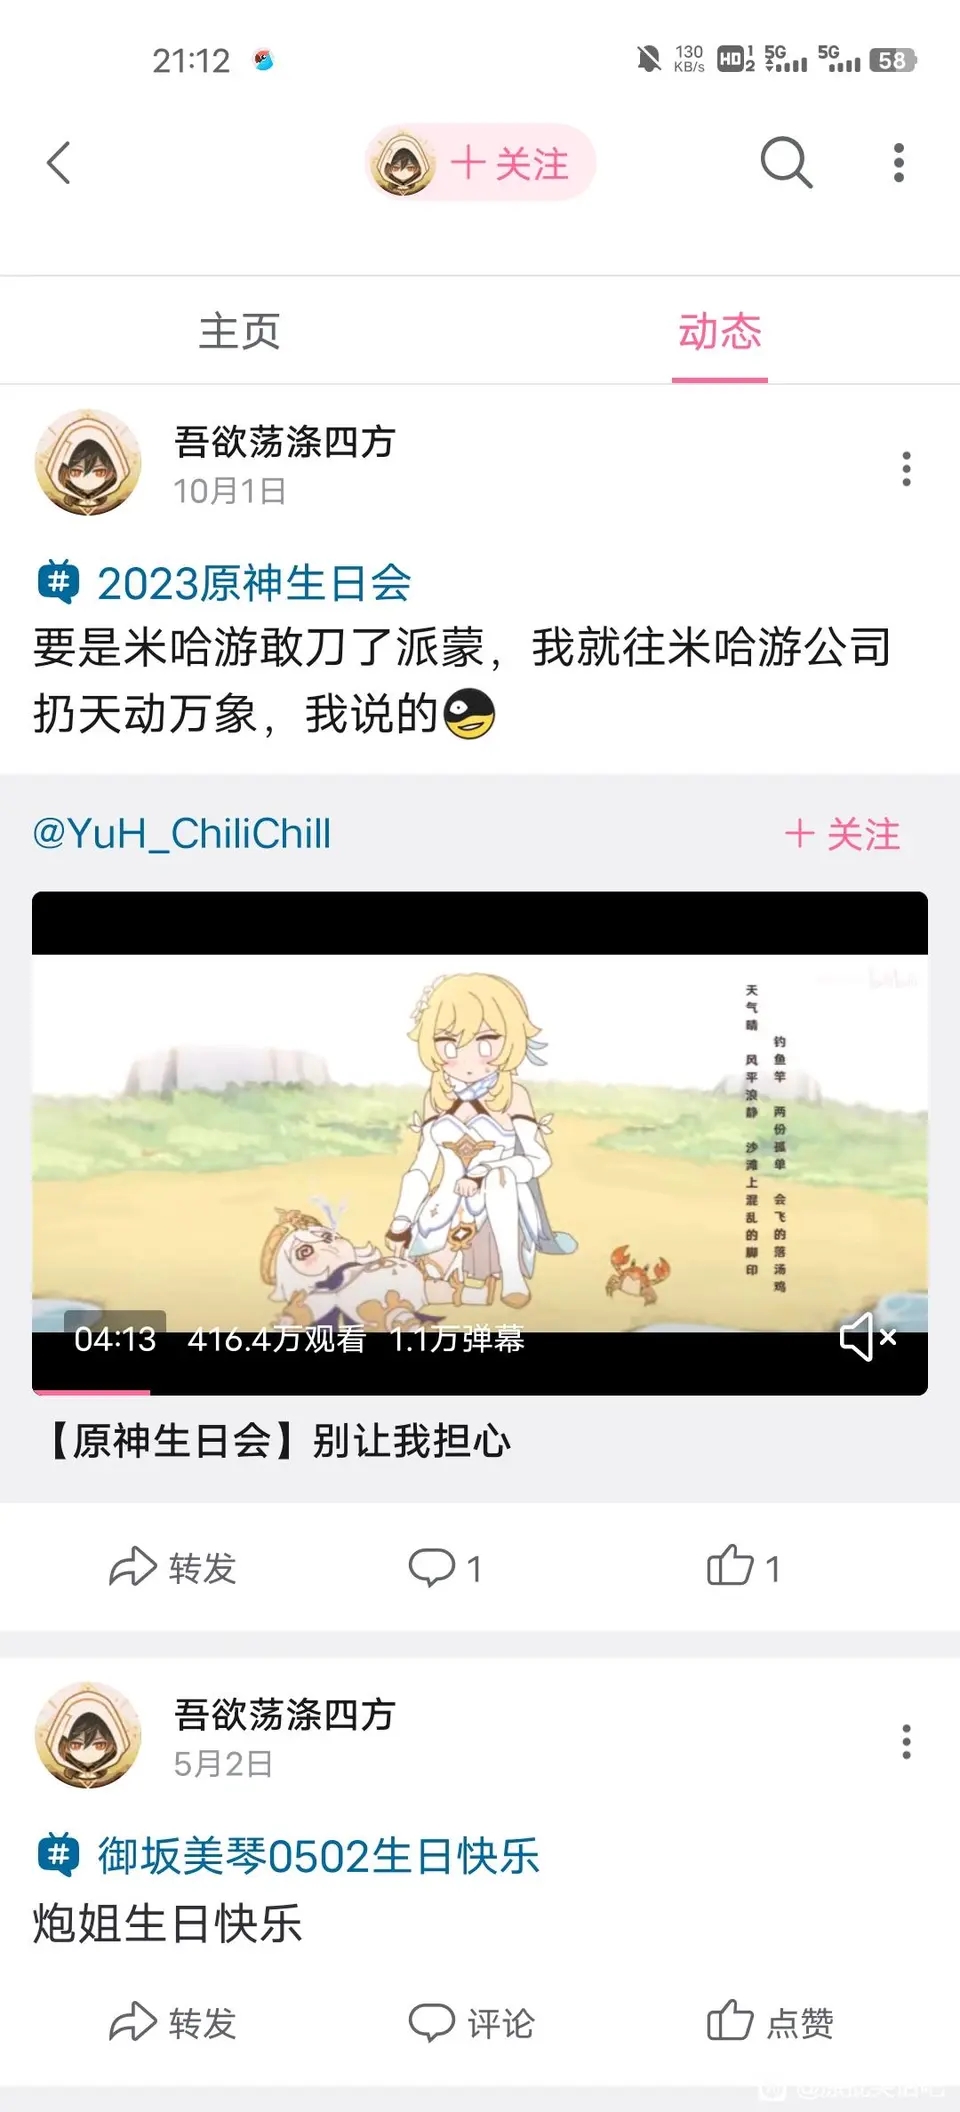 21:12
130 KB/s HD 1 2 5G 5G 58
关注
主页
动态
吾欲荡涤四方
10月1日
# 2023原神生日会
要是米哈游敢刀了派蒙，我就往米哈游公司
扔天动万象，我说的
@YuH_ChiliChill
关注
天气晴 风平浪静 沙滩上混乱的脚印
钓鱼竿 两份孤单 会飞的落汤鸡
04:13 416.4万观看 1.1万弹幕
【原神生日会】别让我担心
转发
1
1
吾欲荡涤四方
5月2日
# 御坂美琴0502生日快乐
炮姐生日快乐
转发
评论
点赞